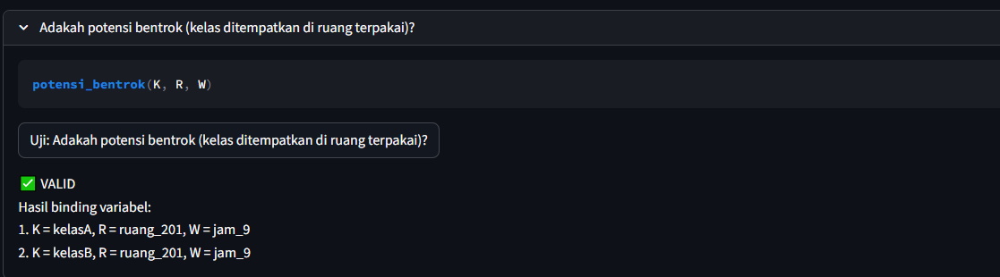 Adakah potensi bentrok (kelas ditempatkan di ruang terpakai)?
potensi_bentrok(K, R, W)
Uji: Adakah potensi bentrok (kelas ditempatkan di ruang terpakai)?
✅ VALID
Hasil binding variabel:
1. K = kelasA, R = ruang_201, W = jam_9
2. K = kelasB, R = ruang_201, W = jam_9